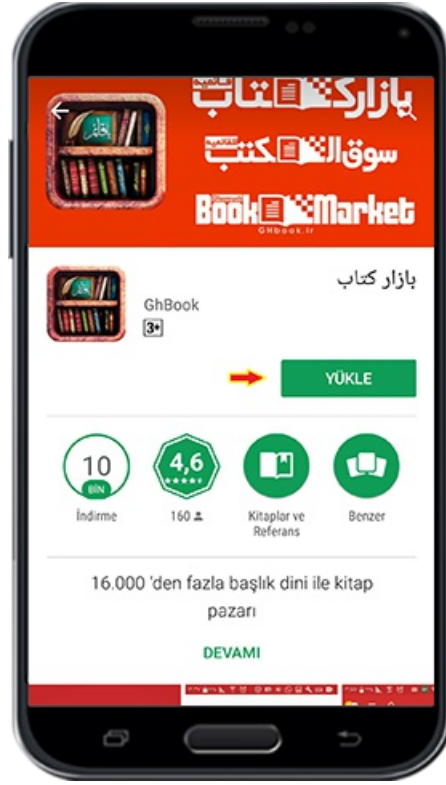 بازار کتاب
سوق الکتب
Book Market
GHbook.ir
بازار کتاب
GhBook
3+
YÜKLE
10
BİN
4,6
İndirme
160
Kitaplar ve
Referans
Benzer
16.000 'den fazla başlık dini ile kitap
pazarı
DEVAMI